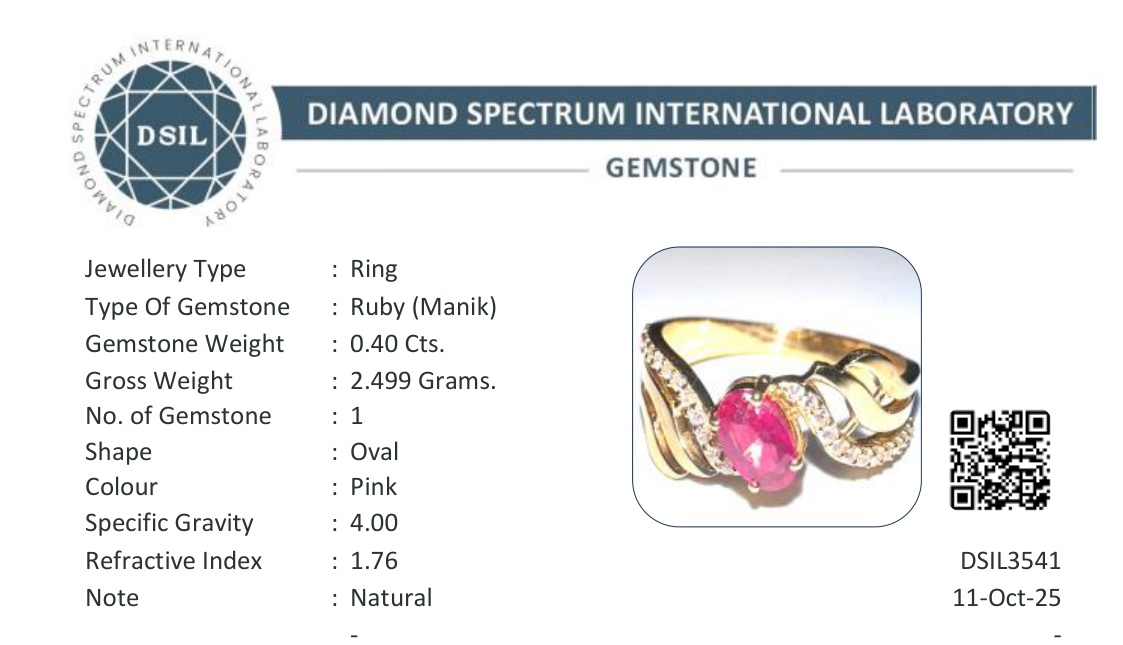 DIAMOND SPECTRUM INTERNATIONAL LABORATORY
DSIL
DIAMOND SPECTRUM INTERNATIONAL LABORATORY
GEMSTONE
Jewellery Type : Ring
Type Of Gemstone : Ruby (Manik)
Gemstone Weight : 0.40 Cts.
Gross Weight : 2.499 Grams.
No. of Gemstone : 1
Shape : Oval
Colour : Pink
Specific Gravity : 4.00
Refractive Index : 1.76 DSIL3541
Note : Natural 11-Oct-25
- -